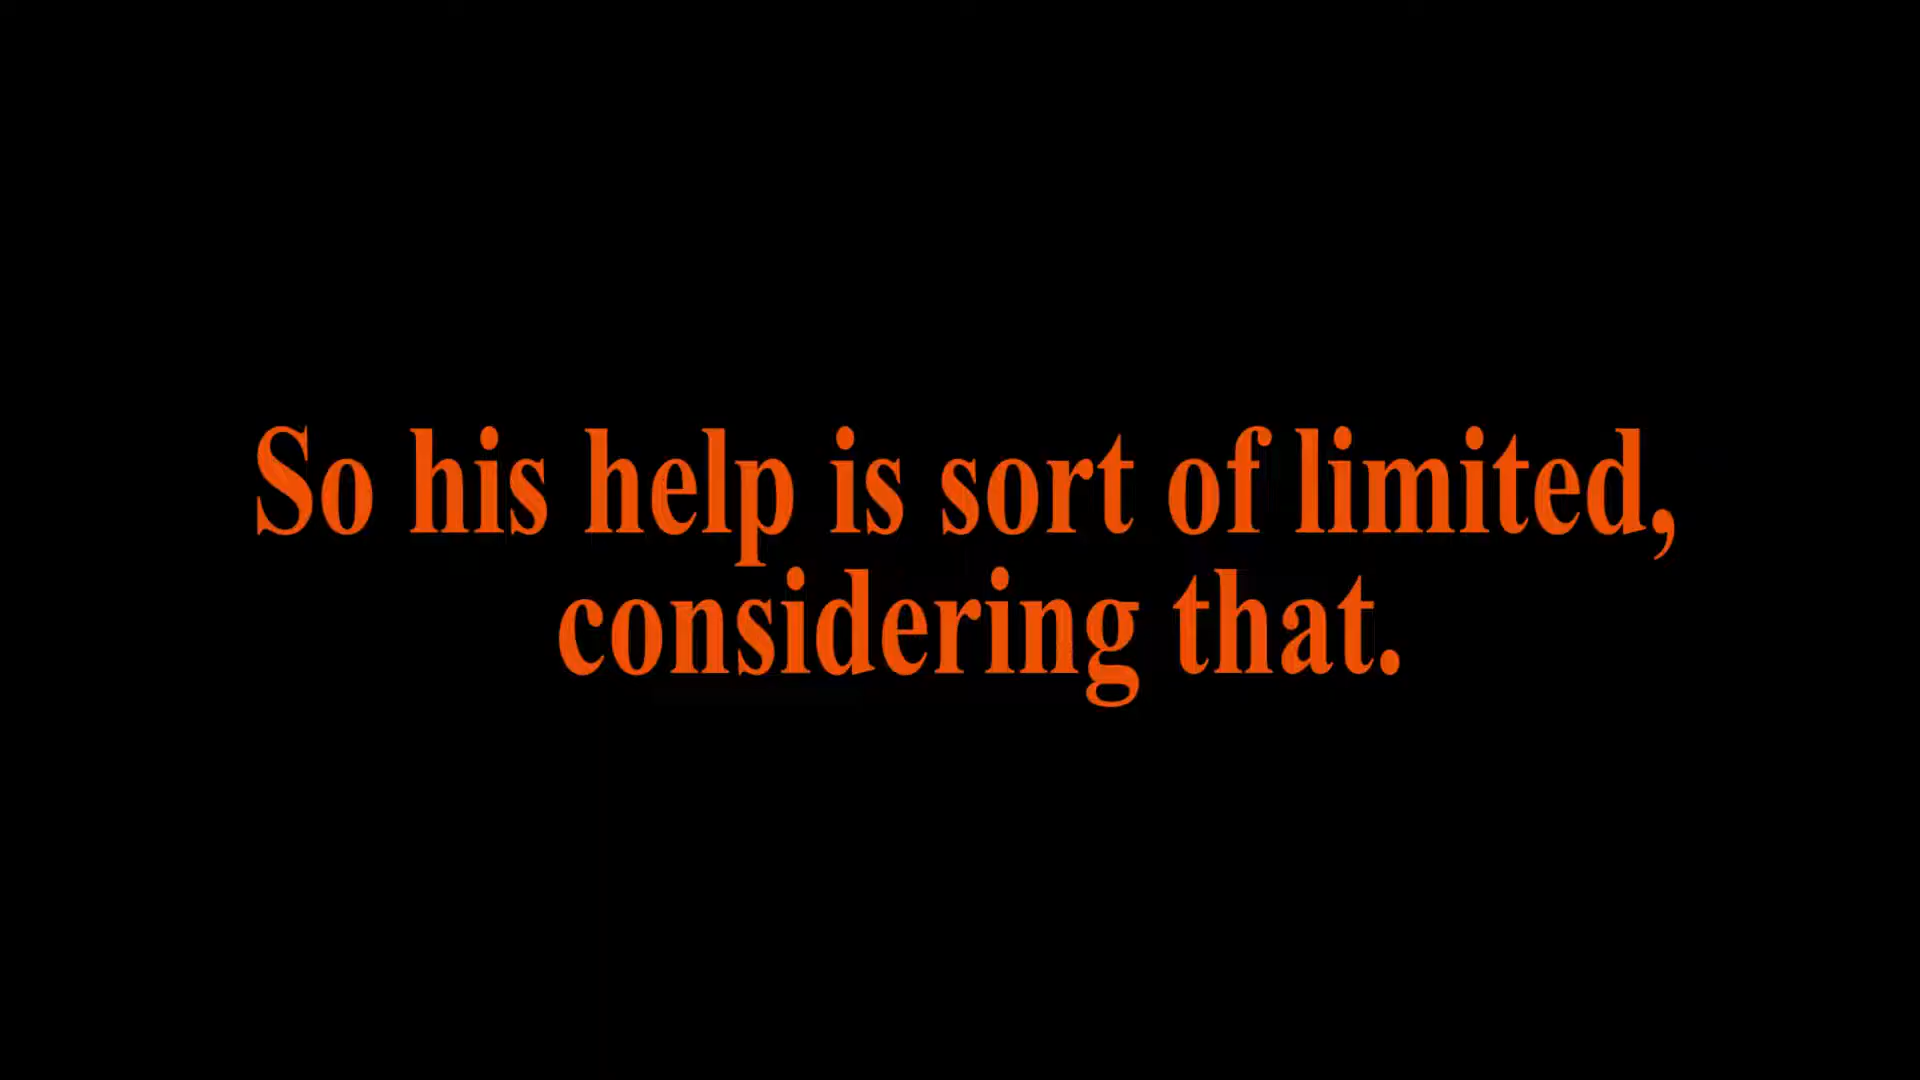 So his help is sort of limited,
considering that.